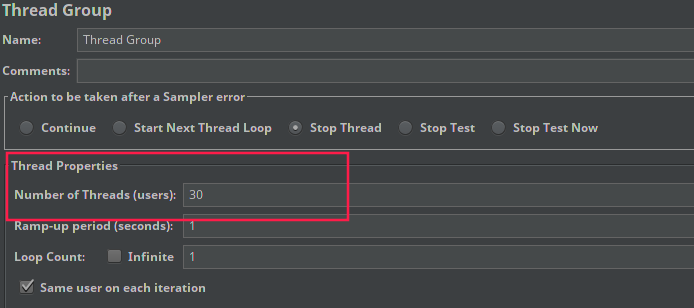 Thread Group
Name: Thread Group
Comments:
Action to be taken after a Sampler error
Continue Start Next Thread Loop Stop Thread Stop Test Stop Test Now
Thread Properties
Number of Threads (users): 30
Ramp-up period (seconds): 1
Loop Count: Infinite 1
Same user on each iteration